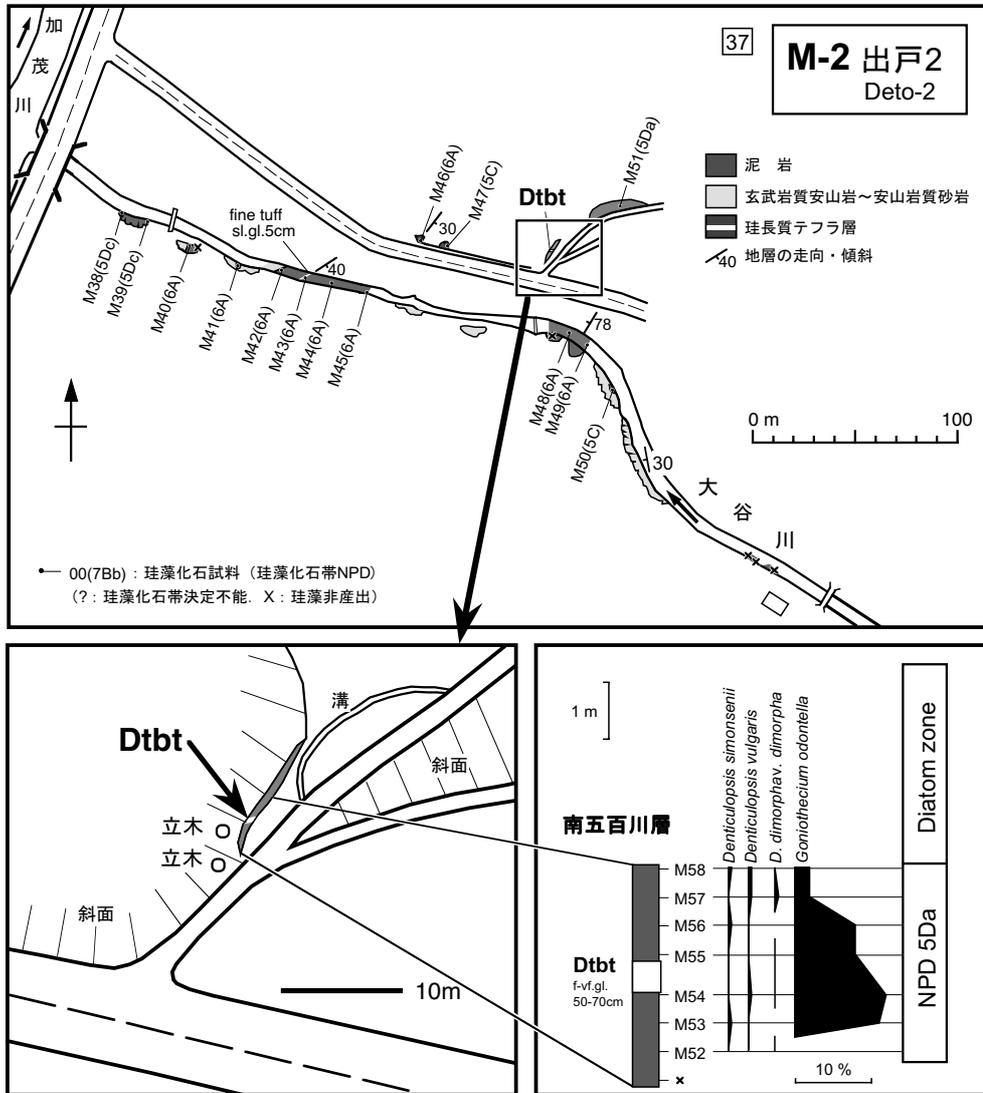 加
茂
川
37
M-2 出戸2
Deto-2
泥　岩
玄武岩質安山岩～安山岩質砂岩
珪長質テフラ層
40 地層の走向・傾斜
M46(6A)
M47(5C)
30
Dtbt
M51(5Da)
fine tuff
sl.gl.5cm
40
M38(5Dc)
M39(5Dc)
M40(6A)
M41(6A)
M42(6A)
M43(6A)
M44(6A)
M45(6A)
78
M48(6A)
M49(6A)
M50(5C)
30
0 m 100
大
谷
川
00(7Bb)：珪藻化石試料（珪藻化石帯NPD）
（?：珪藻化石帯決定不能. X：珪藻非産出）
溝
Dtbt
斜面
立木
立木
斜面
10m
1 m
Denticulopsis simonsenii
Denticulopsis vulgaris
D. dimorphav. dimorpha
Goniothecium odontella
Diatom zone
南五百川層
M58
M57
M56
M55
Dtbt
f-vf.gl.
50-70cm
M54
M53
M52
×
NPD 5Da
10 %